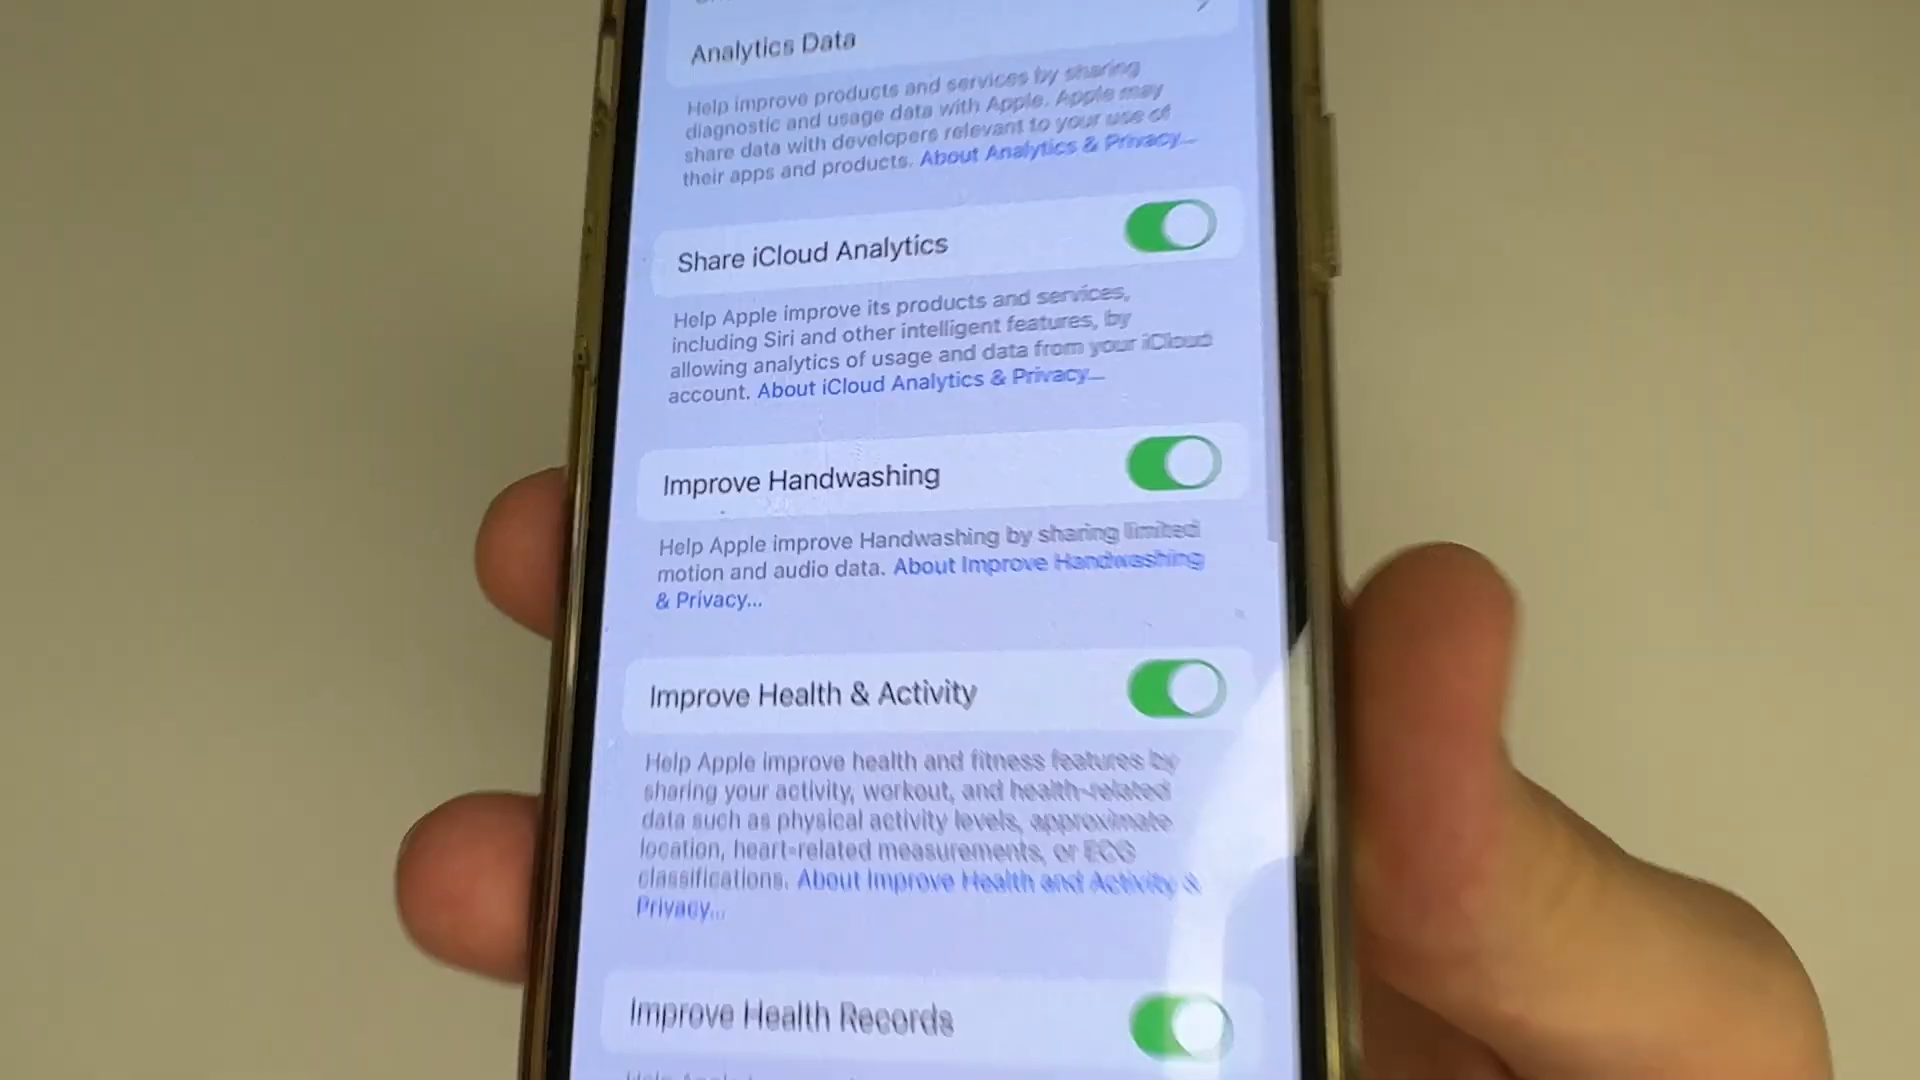 Analytics Data
Help improve products and services by sharing
diagnostic and usage data with Apple. Apple may
share data with developers relevant to your use of
their apps and products. About Analytics & Privacy...
Share iCloud Analytics
Help Apple improve its products and services,
including Siri and other intelligent features, by
allowing analytics of usage and data from your iCloud
account. About iCloud Analytics & Privacy...
Improve Handwashing
Help Apple improve Handwashing by sharing limited
motion and audio data. About Improve Handwashing
& Privacy...
Improve Health & Activity
Help Apple improve health and fitness features by
sharing your activity, workout, and health-related
data such as physical activity levels, approximate
location, heart-related measurements, or ECG
classifications. About Improve Health and Activity &
Privacy...
Improve Health Records